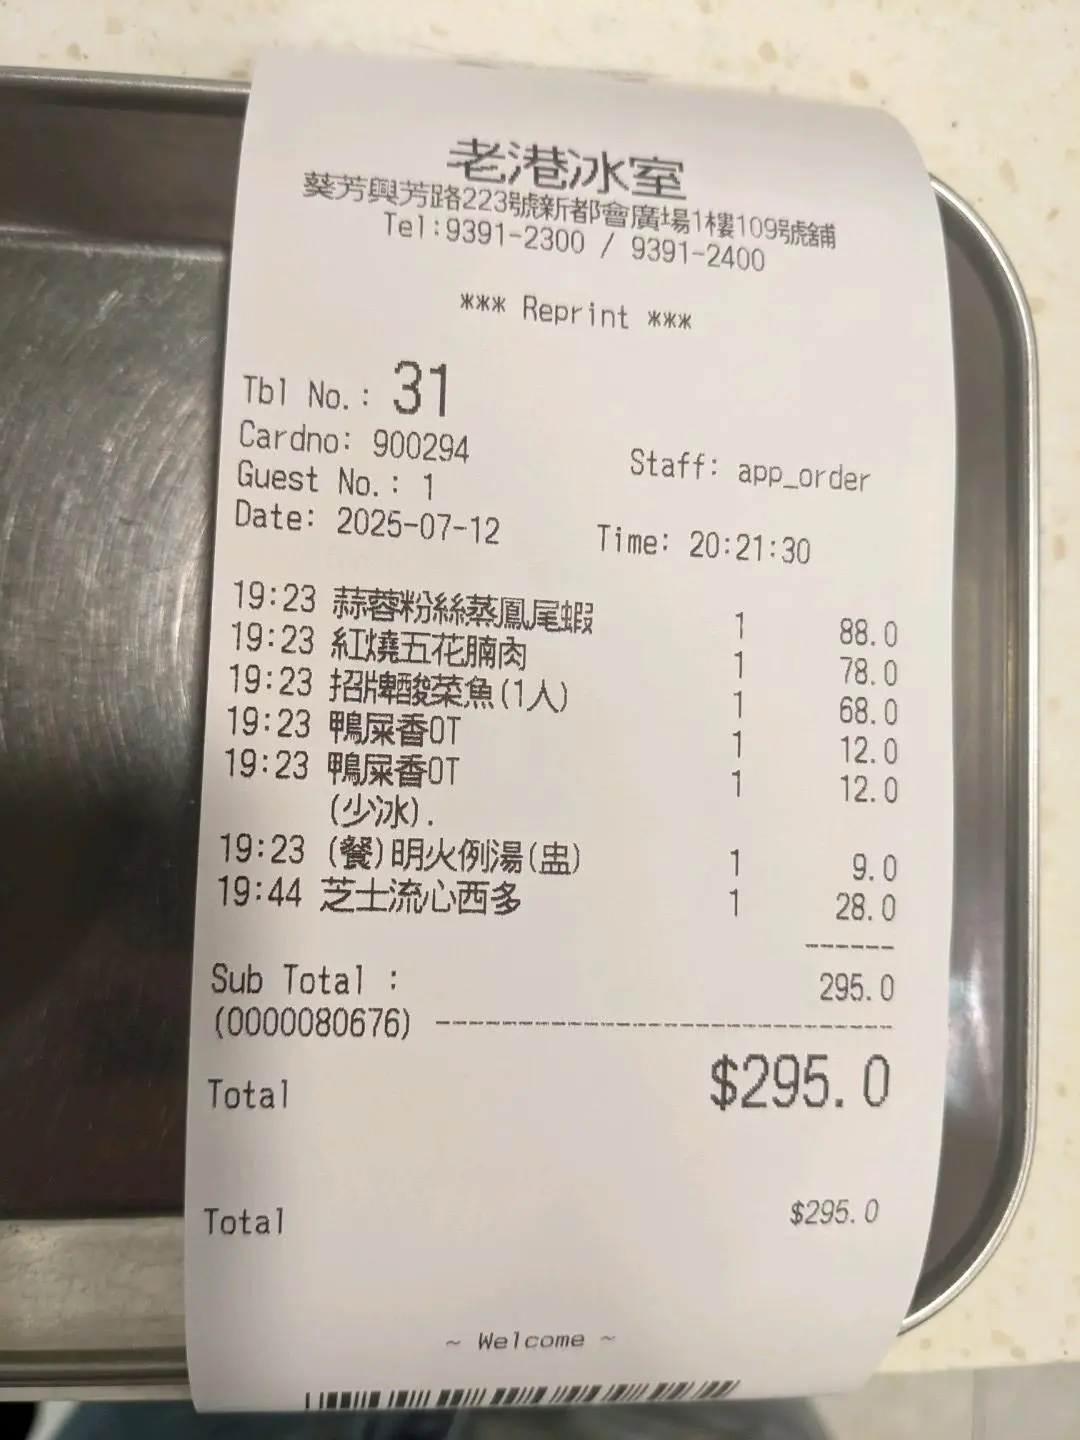 老港冰室
葵芳興芳路223號新都會廣場1樓109號舖
Tel:9391-2300 / 9391-2400
*** Reprint ***
Tbl No.: 31
Cardno: 900294
Staff: app_order
Guest No.: 1
Date: 2025-07-12 Time: 20:21:30
19:23 蒜蓉粉絲蒸鳳尾蝦 1 88.0
19:23 紅燒五花腩肉 1 78.0
19:23 招牌酸菜魚(1人) 1 68.0
19:23 鴨屎香OT 1 12.0
19:23 鴨屎香OT 1 12.0
(少冰).
19:23 (餐)明火例湯(盅) 1 9.0
19:44 芝士流心西多 1 28.0
------
Sub Total : 295.0
(0000080676) ----------------------------------------
Total $295.0
Total $295.0
~ Welcome ~